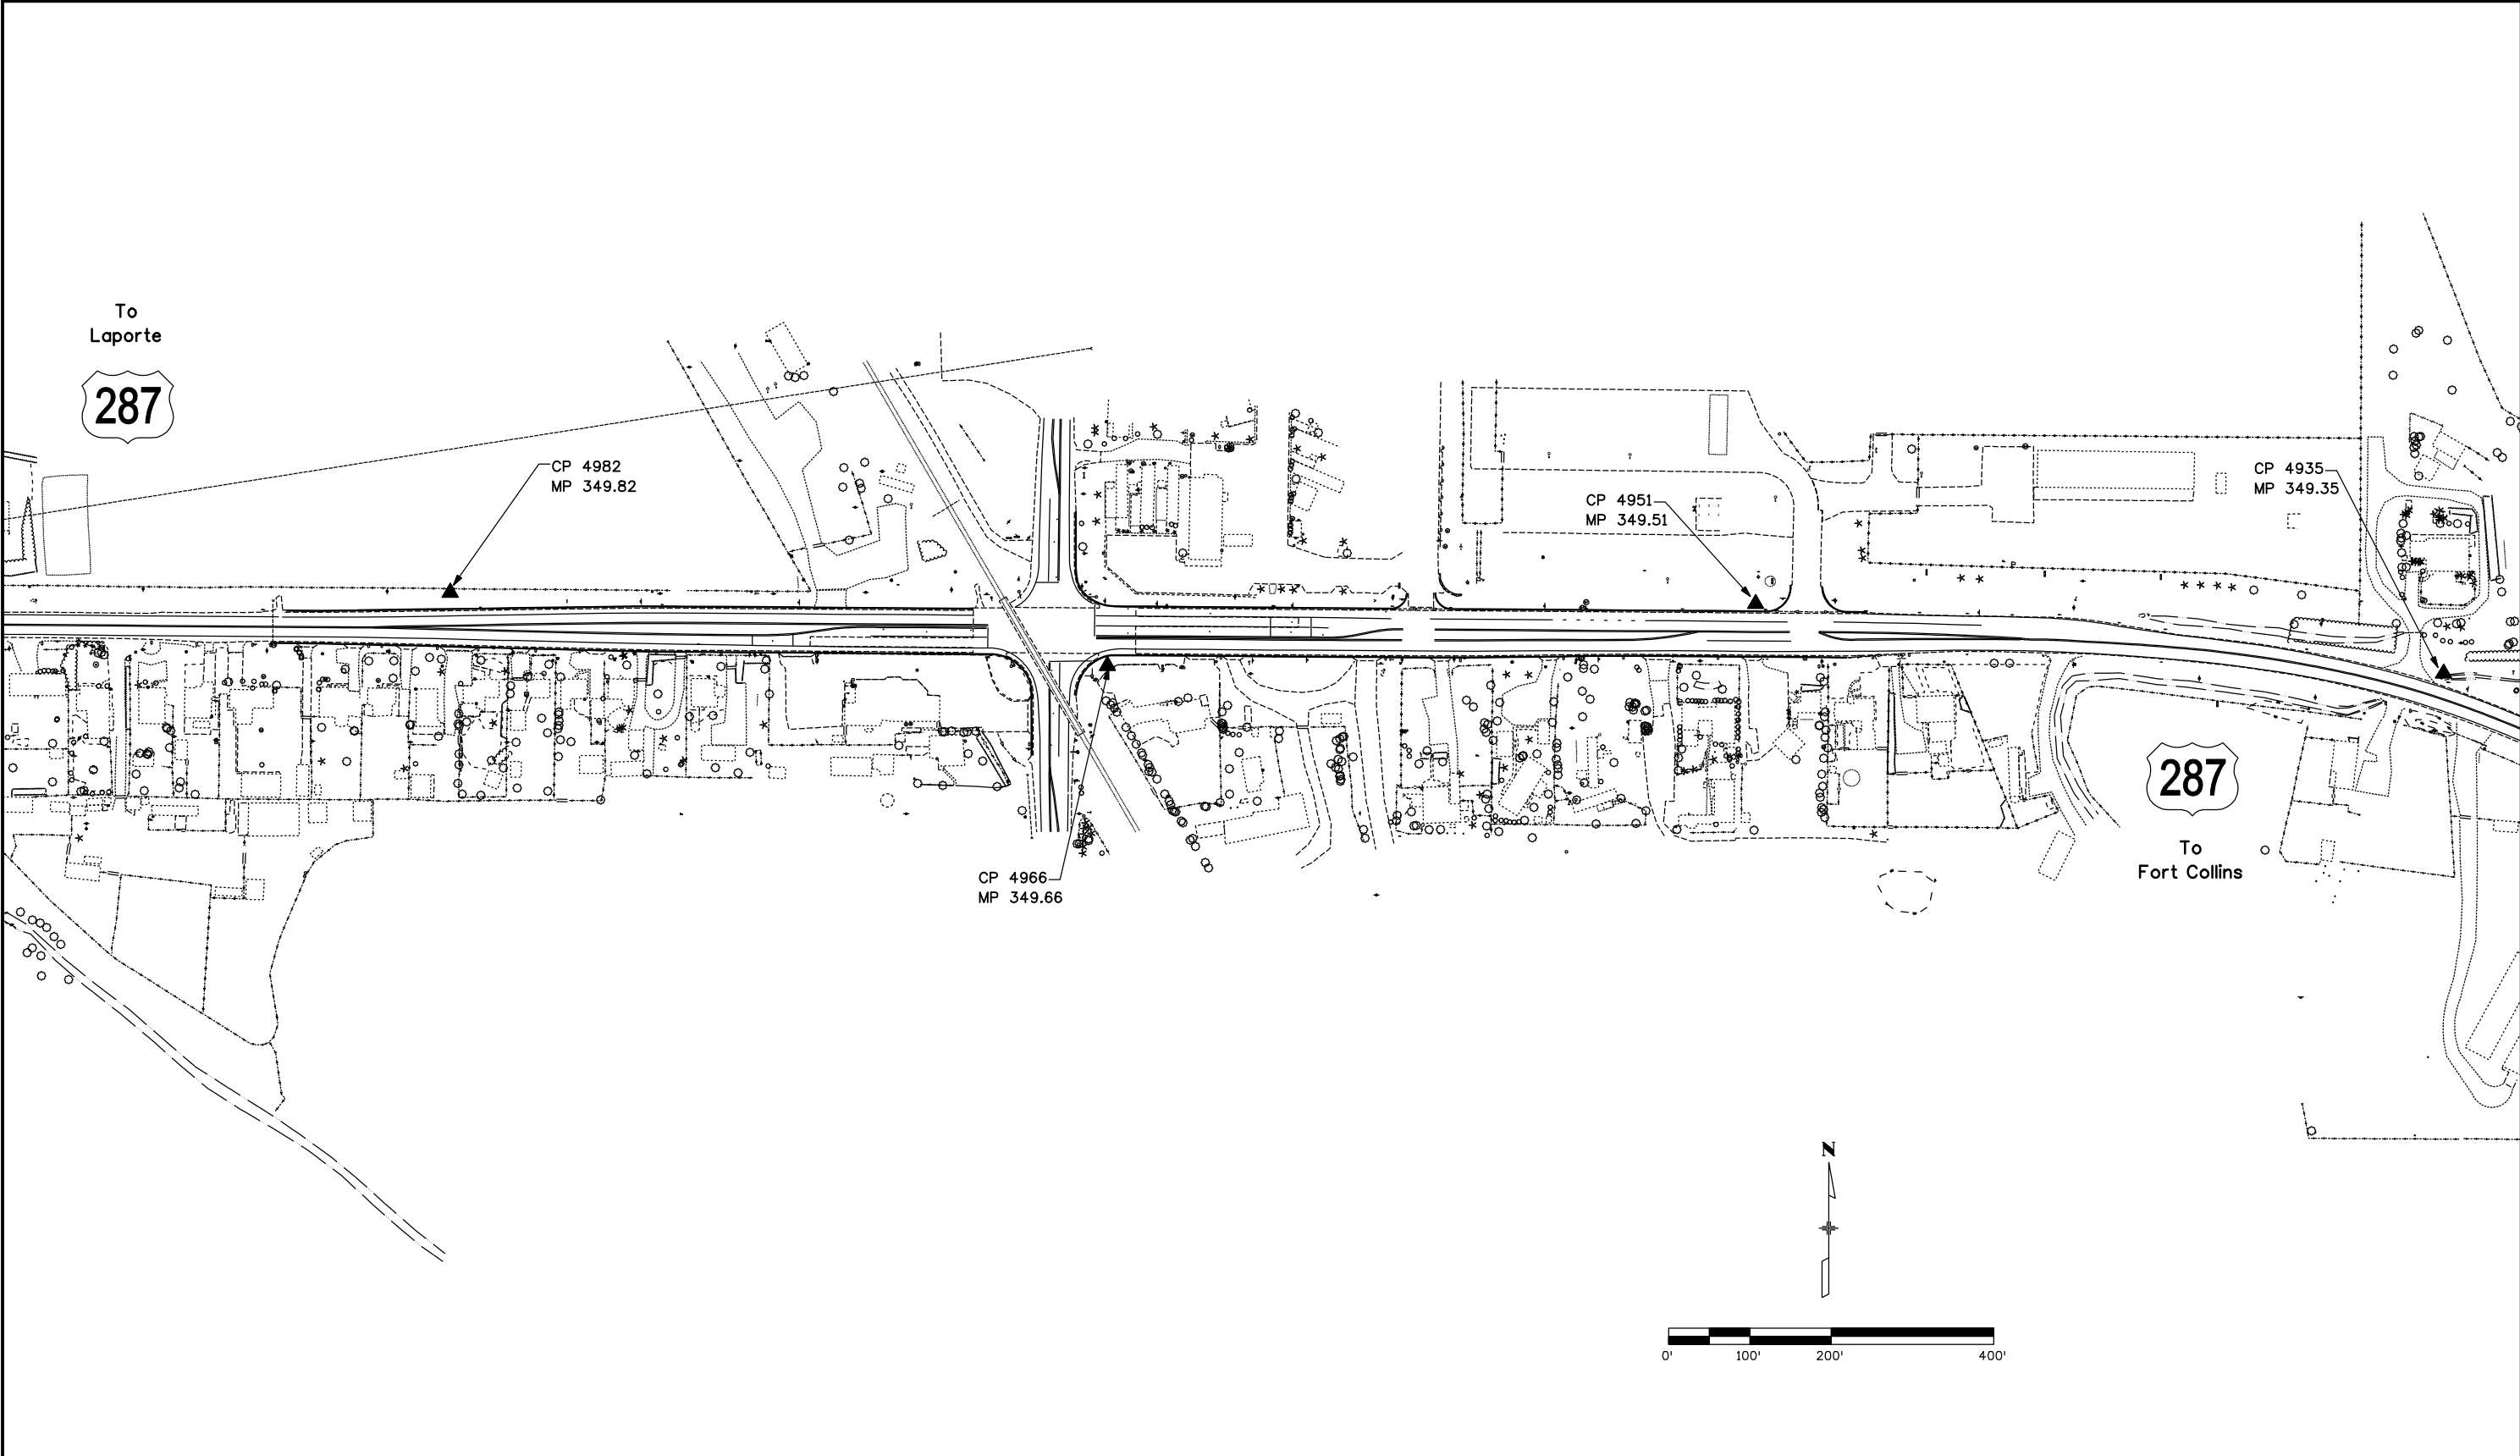 To
Laporte
287
CP 4982
MP 349.82
CP 4951
MP 349.51
CP 4935
MP 349.35
CP 4966
MP 349.66
287
To
Fort Collins
N
0' 100' 200' 400'